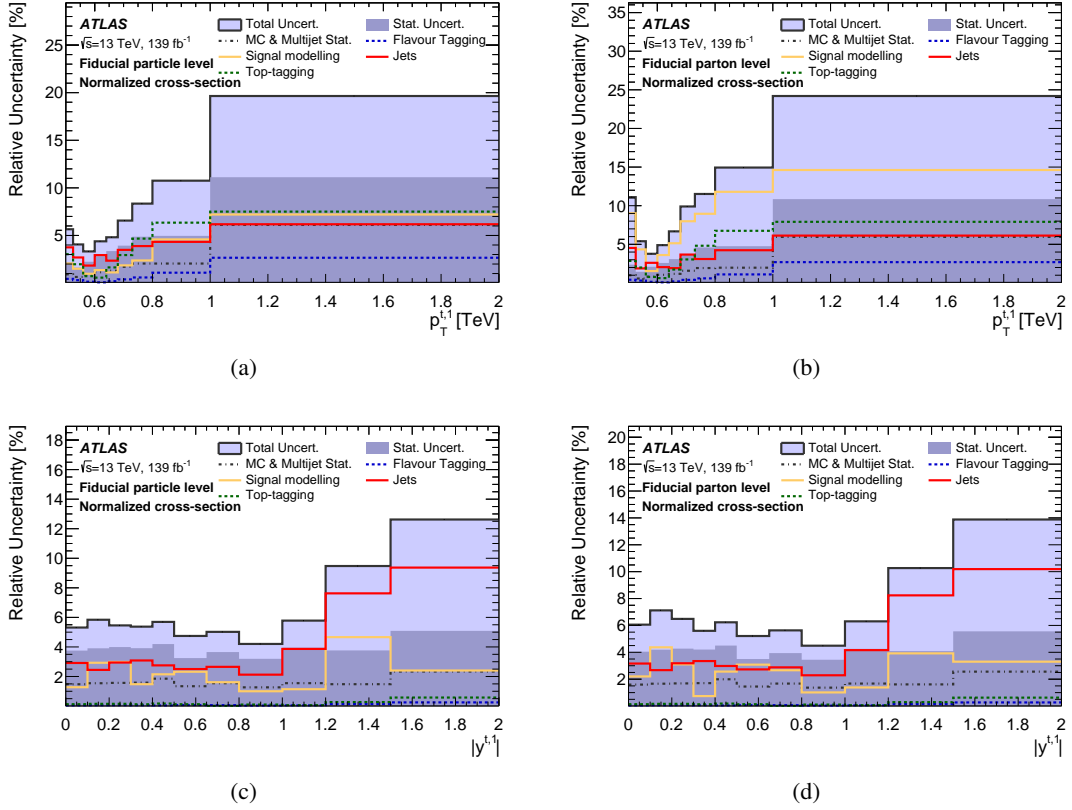 Relative Uncertainty [%]
ATLAS
√s=13 TeV, 139 fb⁻¹
Fiducial particle level
Normalized cross-section
Total Uncert.
MC & Multijet Stat.
Signal modelling
Top-tagging
Stat. Uncert.
Flavour Tagging
Jets
25
20
15
10
5
0.6 0.8 1 1.2 1.4 1.6 1.8 2
p_T^{t,1} [TeV]
(a)
Relative Uncertainty [%]
ATLAS
√s=13 TeV, 139 fb⁻¹
Fiducial parton level
Normalized cross-section
Total Uncert.
MC & Multijet Stat.
Signal modelling
Top-tagging
Stat. Uncert.
Flavour Tagging
Jets
35
30
25
20
15
10
5
0.6 0.8 1 1.2 1.4 1.6 1.8 2
p_T^{t,1} [TeV]
(b)
Relative Uncertainty [%]
ATLAS
√s=13 TeV, 139 fb⁻¹
Fiducial particle level
Normalized cross-section
Total Uncert.
MC & Multijet Stat.
Signal modelling
Top-tagging
Stat. Uncert.
Flavour Tagging
Jets
18
16
14
12
10
8
6
4
2
0 0.2 0.4 0.6 0.8 1 1.2 1.4 1.6 1.8 2
|y^{t,1}|
(c)
Relative Uncertainty [%]
ATLAS
√s=13 TeV, 139 fb⁻¹
Fiducial parton level
Normalized cross-section
Total Uncert.
MC & Multijet Stat.
Signal modelling
Top-tagging
Stat. Uncert.
Flavour Tagging
Jets
20
18
16
14
12
10
8
6
4
2
0 0.2 0.4 0.6 0.8 1 1.2 1.4 1.6 1.8 2
|y^{t,1}|
(d)